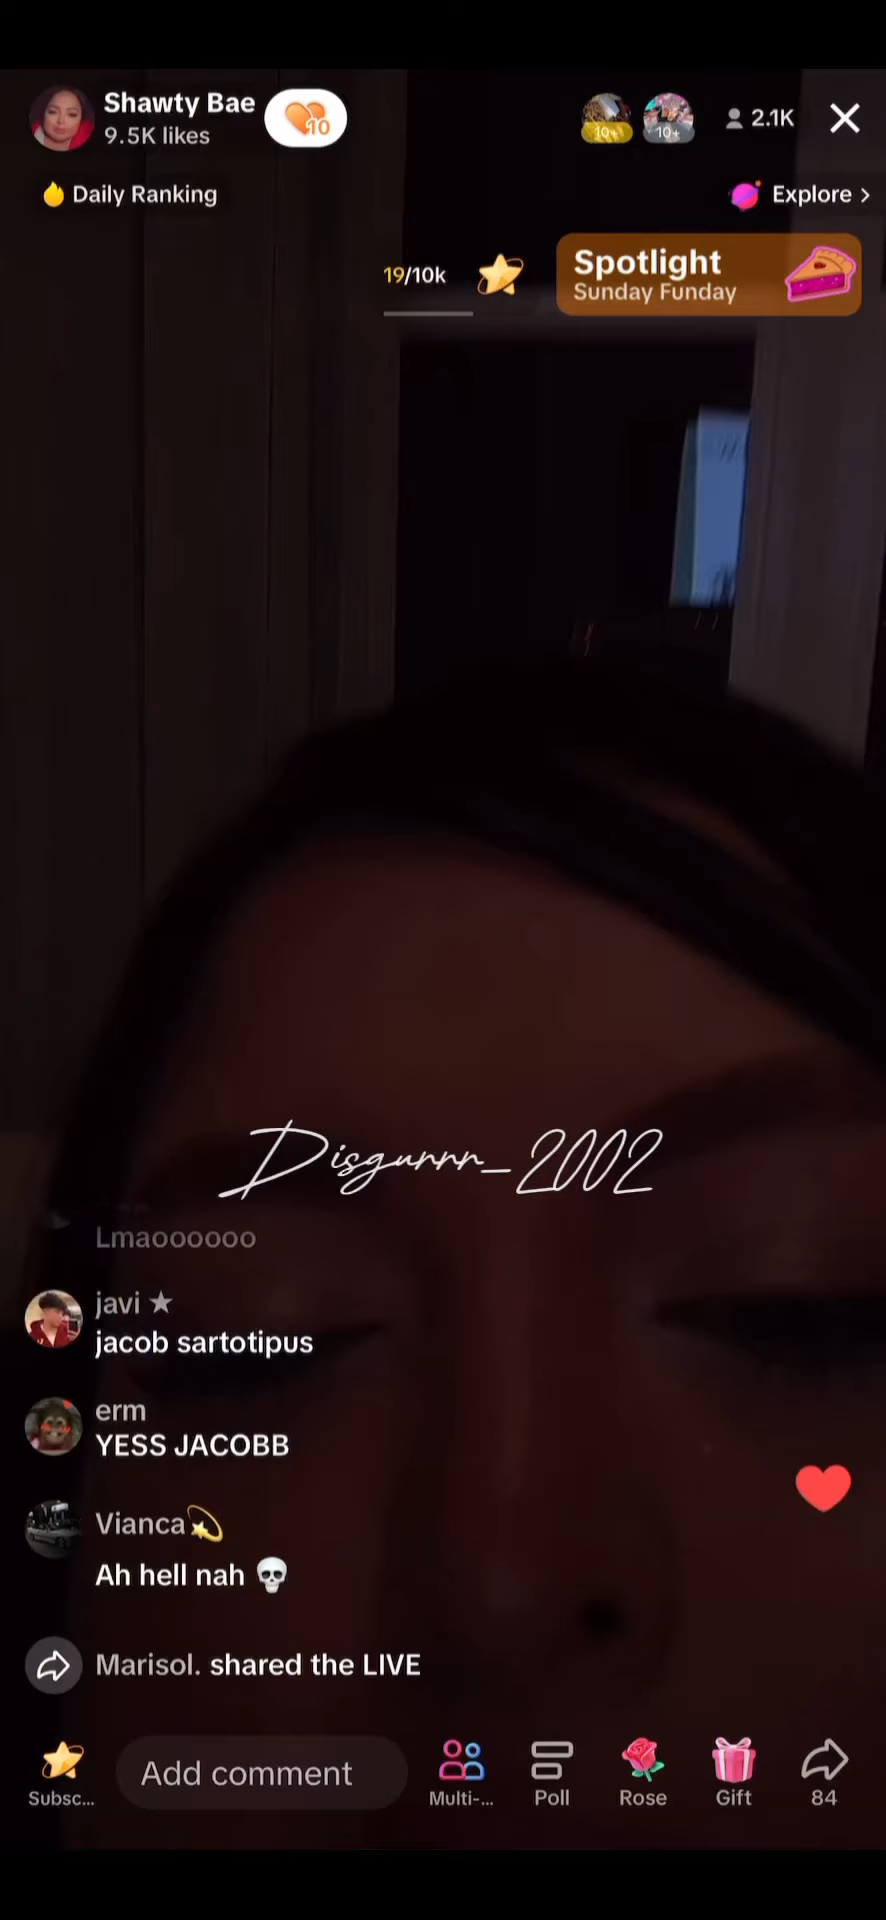 Shawty Bae
9.5K likes
10
10+
10+
2.1K
Daily Ranking
Explore >
19/10k
Spotlight
Sunday Funday
Disgurnrn_2002
Lmaoooooo
javi ★
jacob sartotipus
erm
YESS JACOBB
Vianca💫
Ah hell nah 💀
Marisol. shared the LIVE
Subsc...
Add comment
Multi-...
Poll
Rose
Gift
84